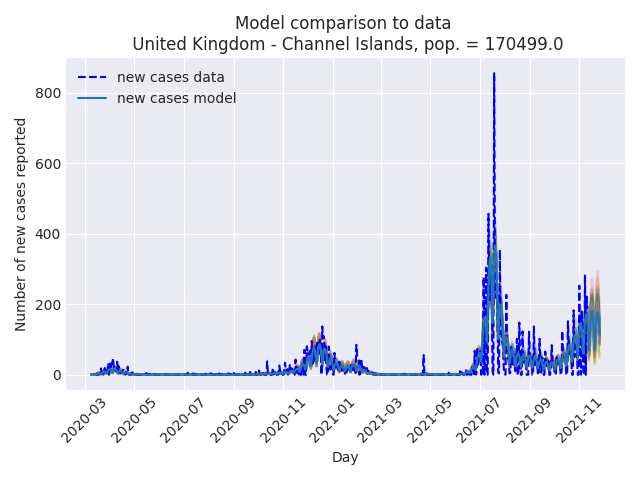 Model comparison to data
United Kingdom - Channel Islands, pop. = 170499.0
new cases data
new cases model
Number of new cases reported
800
600
400
200
0
2020-03
2020-05
2020-07
2020-09
2020-11
2021-01
2021-03
2021-05
2021-07
2021-09
2021-11
Day